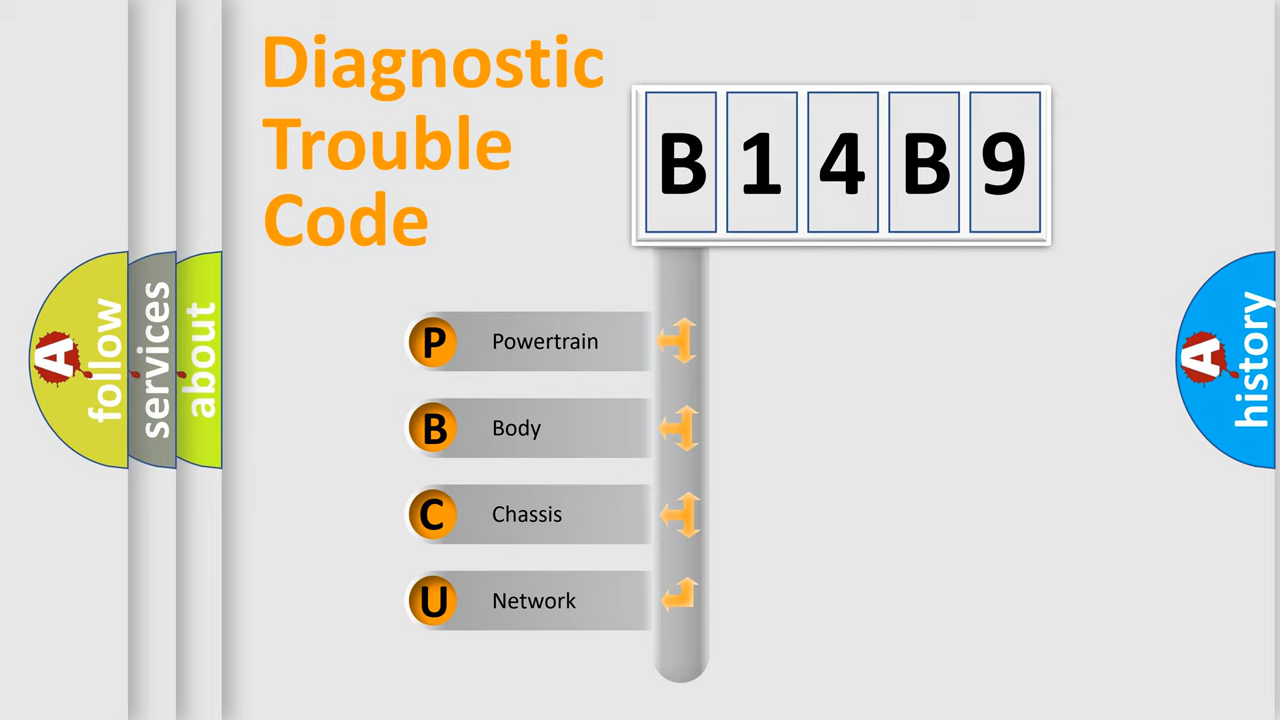 Diagnostic
Trouble
Code
B 1 4 B 9
P Powertrain
B Body
C Chassis
U Network
A follow
services
about
A history